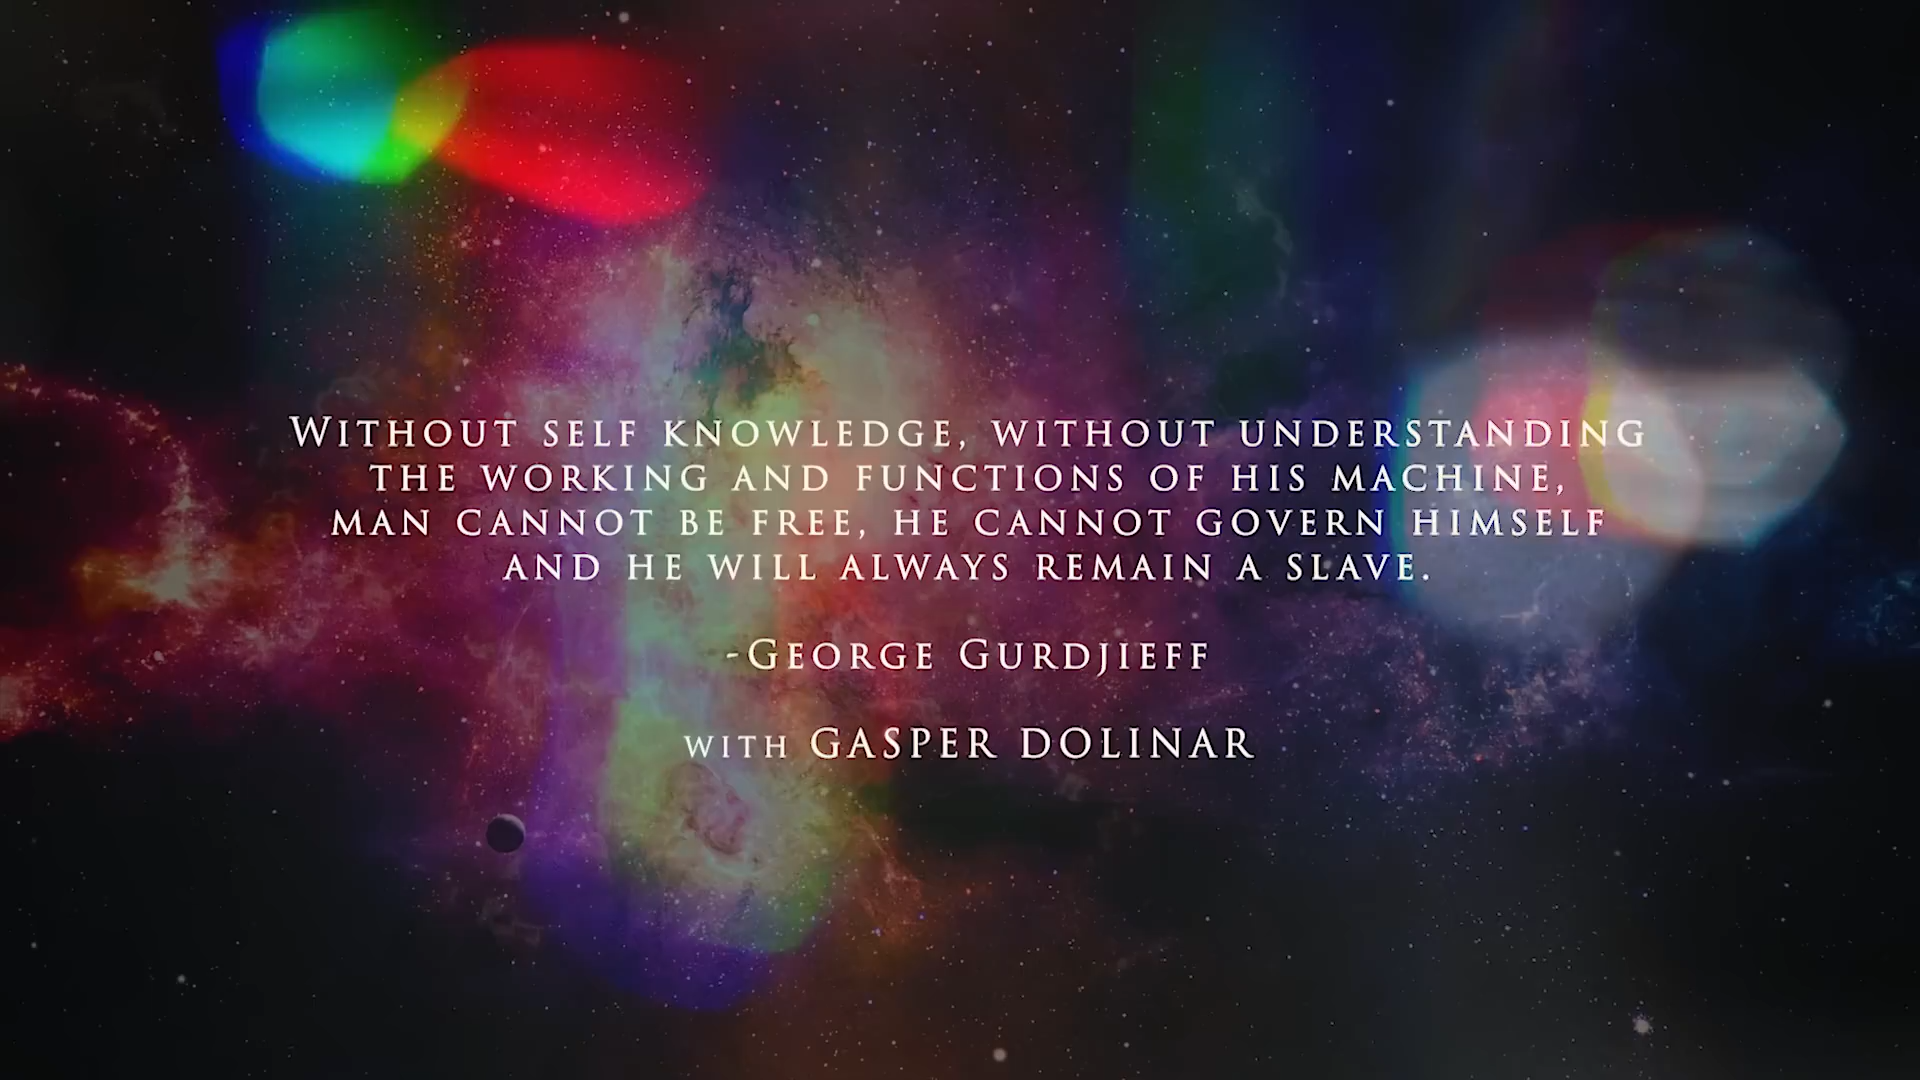 Without self knowledge, without understanding
the working and functions of his machine,
man cannot be free, he cannot govern himself
and he will always remain a slave.
-George Gurdjieff
with GASPER DOLINAR